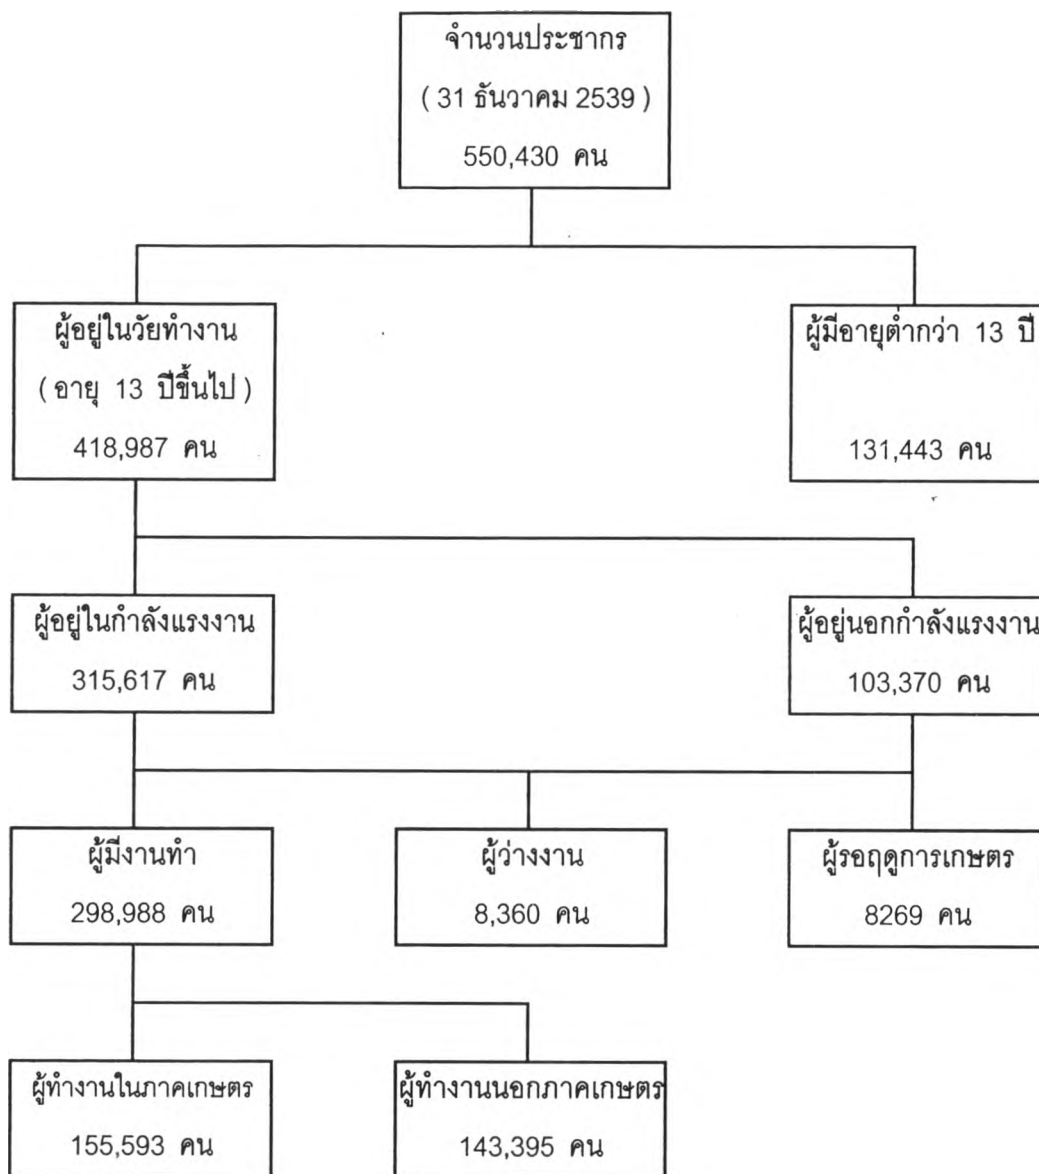 จำนวนประชากร
( 31 ธันวาคม 2539 )
550,430 คน
ผู้อยู่ในวัยทำงาน
( อายุ 13 ปีขึ้นไป )
418,987 คน
ผู้มีอายุต่ำกว่า 13 ปี
131,443 คน
ผู้อยู่ในกำลังแรงงาน
315,617 คน
ผู้อยู่นอกกำลังแรงงาน
103,370 คน
ผู้มีงานทำ
298,988 คน
ผู้ว่างงาน
8,360 คน
ผู้รอฤดูการเกษตร
8269 คน
ผู้ทำงานในภาคเกษตร
155,593 คน
ผู้ทำงานนอกภาคเกษตร
143,395 คน